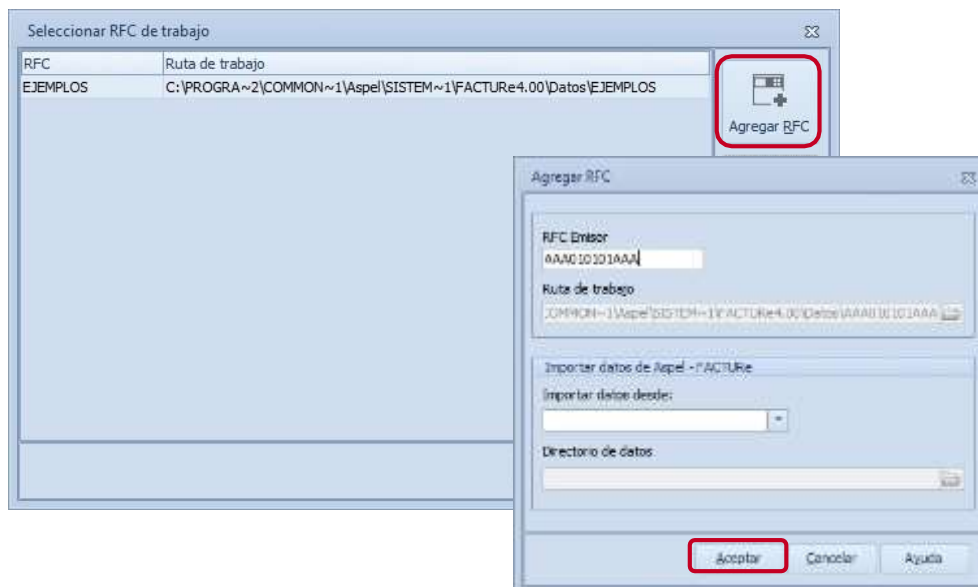 Seleccionar RFC de trabajo
RFC Ruta de trabajo
EJEMPLOS C:\PROGRA~2\COMMON~1\Aspel\SISTEM~1\FACTURe4.00\Datos\EJEMPLOS
Agregar RFC
Agregar RFC
RFC Emisor
AAA010101AAA
Ruta de trabajo
COMMON~1\Aspel\SISTEM~1\FACTURe4.00\Datos\AAA010101AAA
Importar datos de Aspel - FACTURe
Importar datos desde:
Directorio de datos
Aceptar Cancelar Ayuda